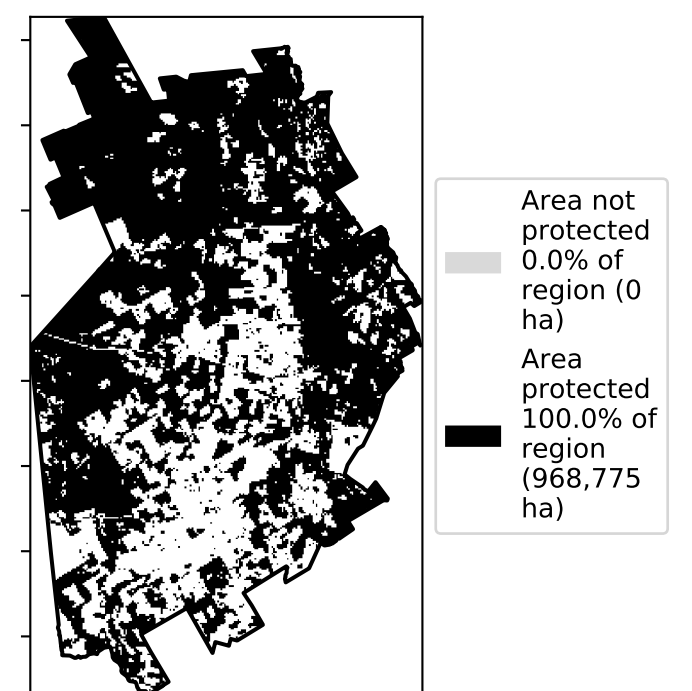 Area not
protected
0.0% of
region (0
ha)
Area
protected
100.0% of
region
(968,775
ha)